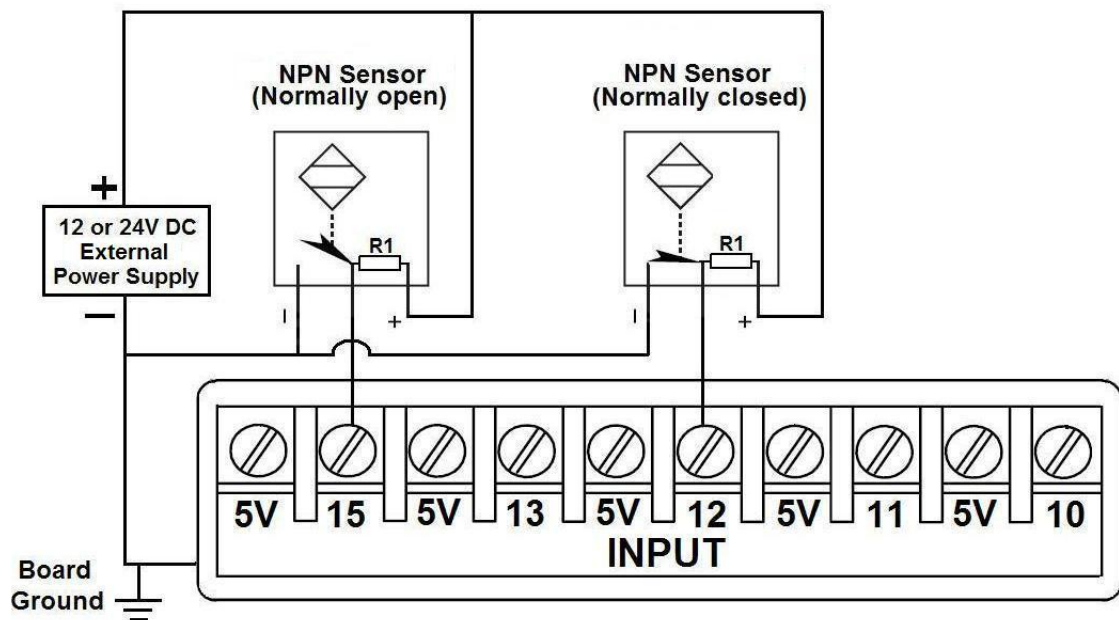 NPN Sensor
(Normally open)
NPN Sensor
(Normally closed)
+
12 or 24V DC
External
Power Supply
−
R1
R1
−
+
−
+
5V 15 5V 13 5V 12 5V 11 5V 10
INPUT
Board
Ground